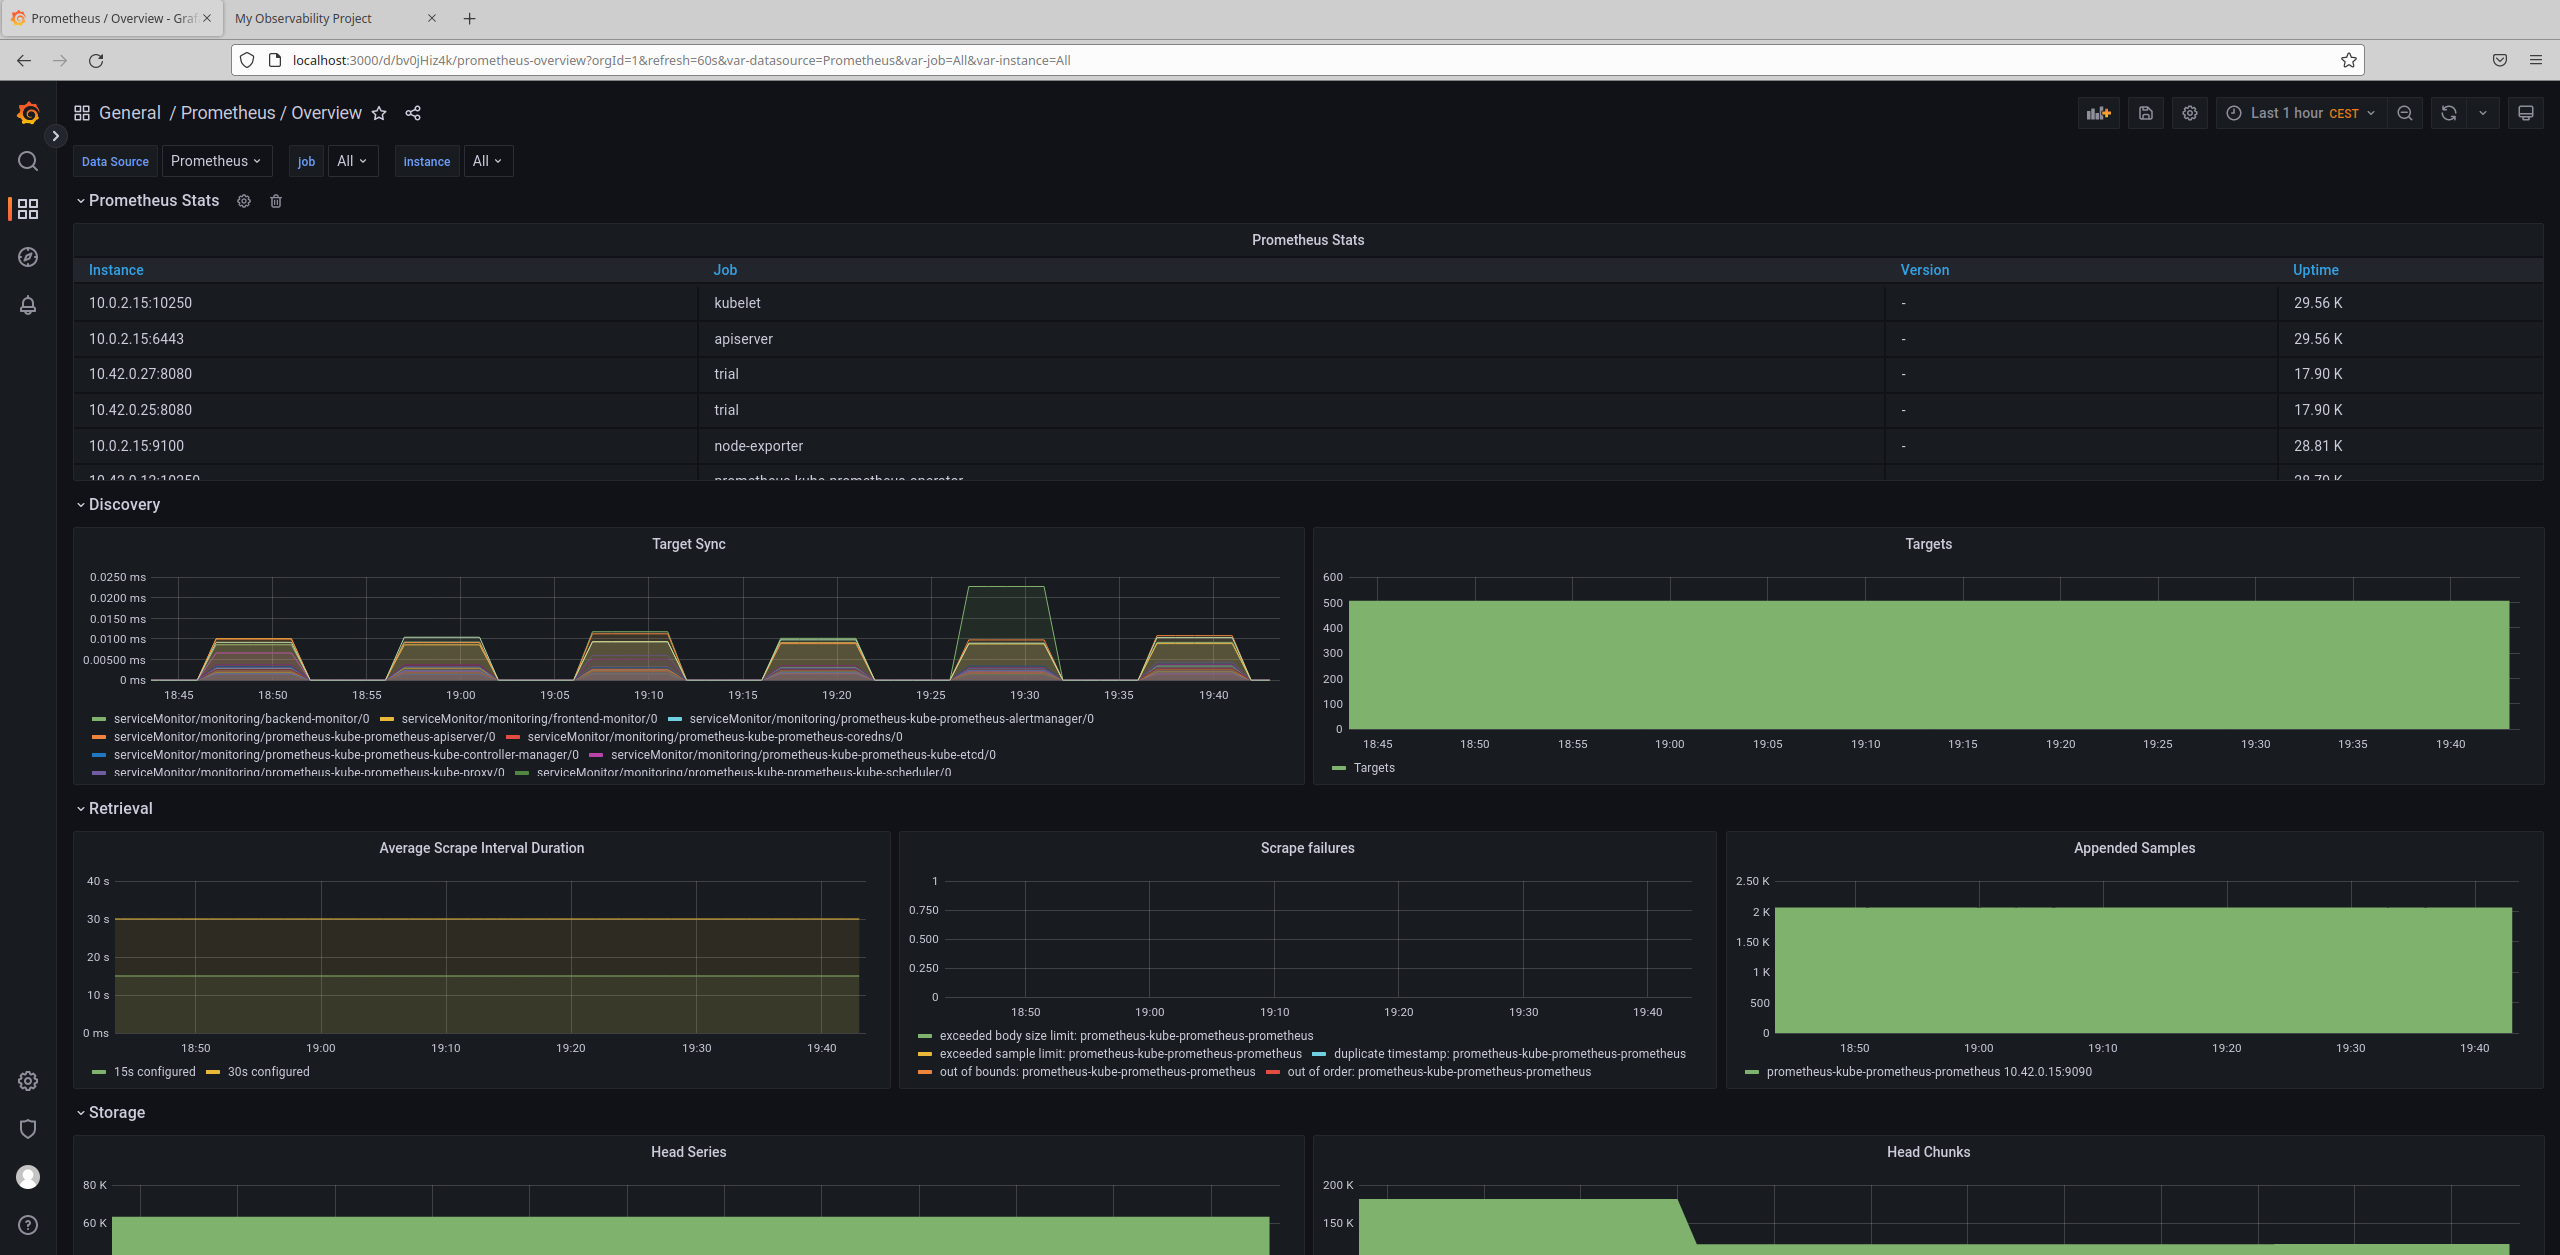 Prometheus / Overview - Graf
My Observability Project
localhost:3000/d/bv0jHiz4k/prometheus-overview?orgId=1&refresh=60s&var-datasource=Prometheus&var-job=All&var-instance=All
General / Prometheus / Overview
Last 1 hour CEST
Data Source Prometheus job All instance All
Prometheus Stats
Prometheus Stats
Instance Job Version Uptime
10.0.2.15:10250 kubelet - 29.56 K
10.0.2.15:6443 apiserver - 29.56 K
10.42.0.27:8080 trial - 17.90 K
10.42.0.25:8080 trial - 17.90 K
10.0.2.15:9100 node-exporter - 28.81 K
10.42.0.12:10250 prometheus-kube-prometheus-operator 28.79 K
Discovery
Target Sync
0.0250 ms
0.0200 ms
0.0150 ms
0.0100 ms
0.00500 ms
0 ms
18:45 18:50 18:55 19:00 19:05 19:10 19:15 19:20 19:25 19:30 19:35 19:40
serviceMonitor/monitoring/backend-monitor/0 serviceMonitor/monitoring/frontend-monitor/0 serviceMonitor/monitoring/prometheus-kube-prometheus-alertmanager/0
serviceMonitor/monitoring/prometheus-kube-prometheus-apiserver/0 serviceMonitor/monitoring/prometheus-kube-prometheus-coredns/0
serviceMonitor/monitoring/prometheus-kube-prometheus-kube-controller-manager/0 serviceMonitor/monitoring/prometheus-kube-prometheus-kube-etcd/0
serviceMonitor/monitoring/prometheus-kube-prometheus-kube-proxy/0 serviceMonitor/monitoring/prometheus-kube-prometheus-kube-scheduler/0
Targets
600
500
400
300
200
100
0
18:45 18:50 18:55 19:00 19:05 19:10 19:15 19:20 19:25 19:30 19:35 19:40
Targets
Retrieval
Average Scrape Interval Duration
40 s
30 s
20 s
10 s
0 ms
18:50 19:00 19:10 19:20 19:30 19:40
15s configured 30s configured
Scrape failures
1
0.750
0.500
0.250
0
18:50 19:00 19:10 19:20 19:30 19:40
exceeded body size limit: prometheus-kube-prometheus-prometheus
exceeded sample limit: prometheus-kube-prometheus-prometheus duplicate timestamp: prometheus-kube-prometheus-prometheus
out of bounds: prometheus-kube-prometheus-prometheus out of order: prometheus-kube-prometheus-prometheus
Appended Samples
2.50 K
2 K
1.50 K
1 K
500
0
18:50 19:00 19:10 19:20 19:30 19:40
prometheus-kube-prometheus-prometheus 10.42.0.15:9090
Storage
Head Series
80 K
60 K
Head Chunks
200 K
150 K